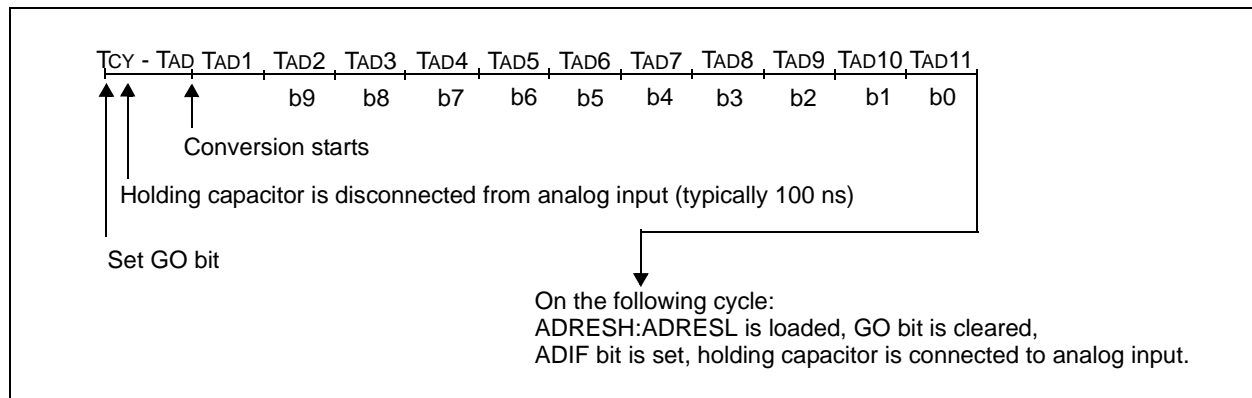 TCY - TAD TAD1 TAD2 TAD3 TAD4 TAD5 TAD6 TAD7 TAD8 TAD9 TAD10 TAD11
b9 b8 b7 b6 b5 b4 b3 b2 b1 b0
Conversion starts
Holding capacitor is disconnected from analog input (typically 100 ns)
Set GO bit
On the following cycle:
ADRESH:ADRESL is loaded, GO bit is cleared,
ADIF bit is set, holding capacitor is connected to analog input.